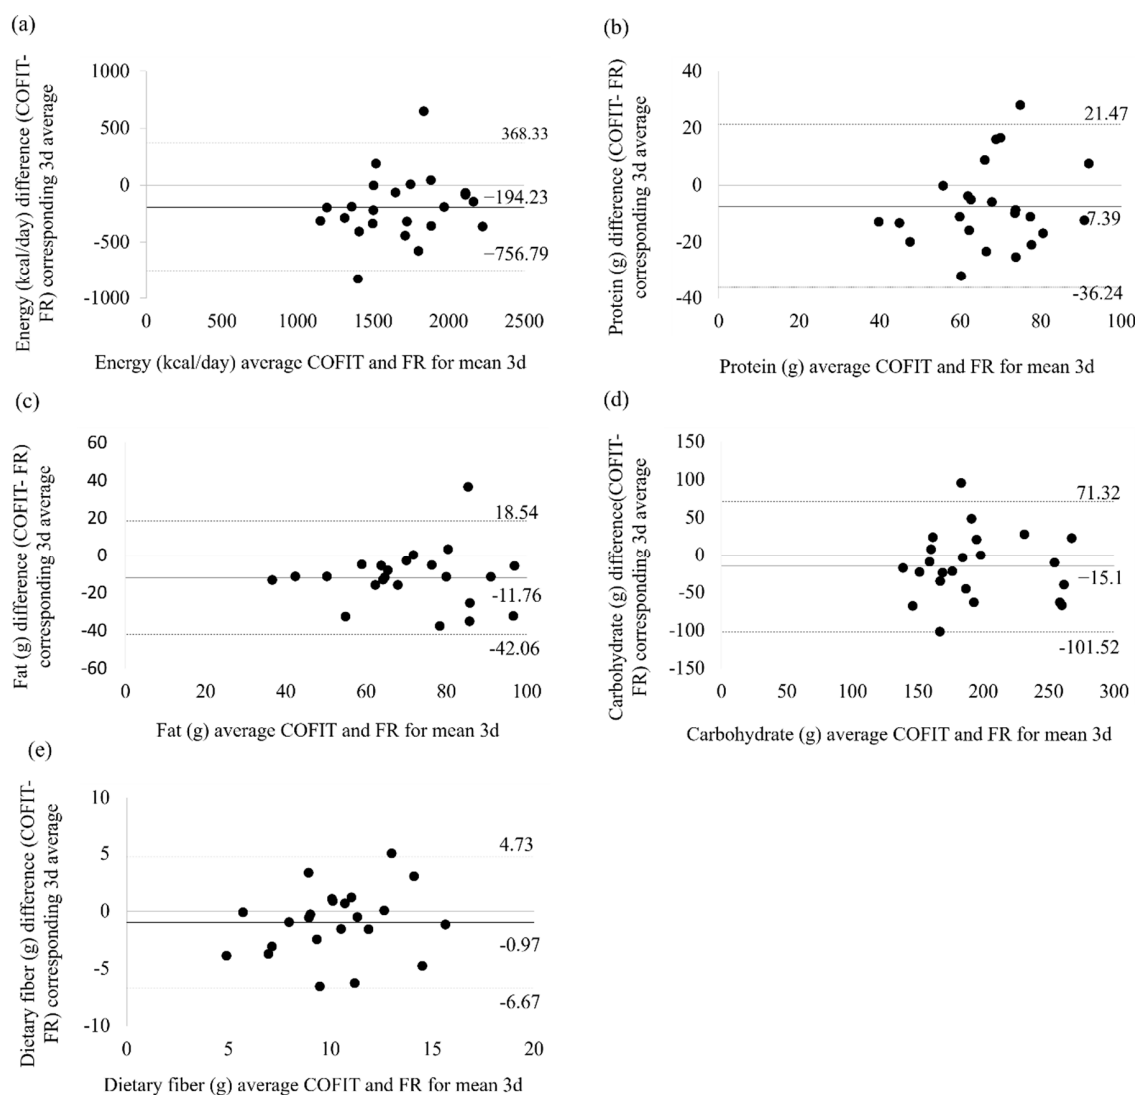 (a)
Energy (kcal/day) difference (COFIT-
FR) corresponding 3d average
1000
500
0
-500
-1000
368.33
−194.23
−756.79
0 500 1000 1500 2000 2500
Energy (kcal/day) average COFIT and FR for mean 3d
(b)
Protein (g) difference (COFIT- FR)
corresponding 3d average
40
20
0
-20
-40
21.47
-7.39
-36.24
0 20 40 60 80 100
Protein (g) average COFIT and FR for mean 3d
(c)
Fat (g) difference (COFIT- FR)
corresponding 3d average
60
40
20
0
-20
-40
-60
18.54
-11.76
-42.06
0 20 40 60 80 100
Fat (g) average COFIT and FR for mean 3d
(d)
Carbohydrate (g) difference(COFIT-
FR) corresponding 3d average
150
100
50
0
-50
-100
-150
71.32
−15.1
-101.52
0 50 100 150 200 250 300
Carbohydrate (g) average COFIT and FR for mean 3d
(e)
Dietary fiber (g) difference (COFIT-
FR) corresponding 3d average
10
5
0
-5
-10
4.73
-0.97
-6.67
0 5 10 15 20
Dietary fiber (g) average COFIT and FR for mean 3d